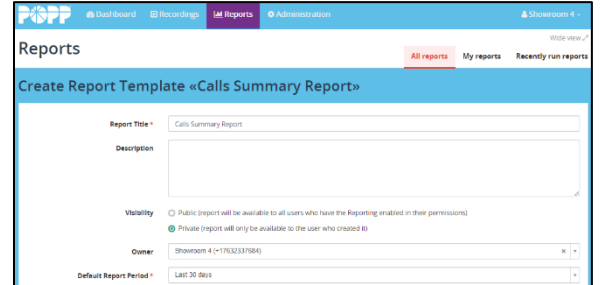 POPP Dashboard Recordings Reports Administration Showroom 4
Wide view
Reports All reports My reports Recently run reports
Create Report Template «Calls Summary Report»
Report Title * Calls Summary Report
Description
Visibility Public (report will be available to all users who have the Reporting enabled in their permissions)
Private (report will only be available to the user who created it)
Owner Showroom 4 (+17632337684) ×
Default Report Period * Last 30 days